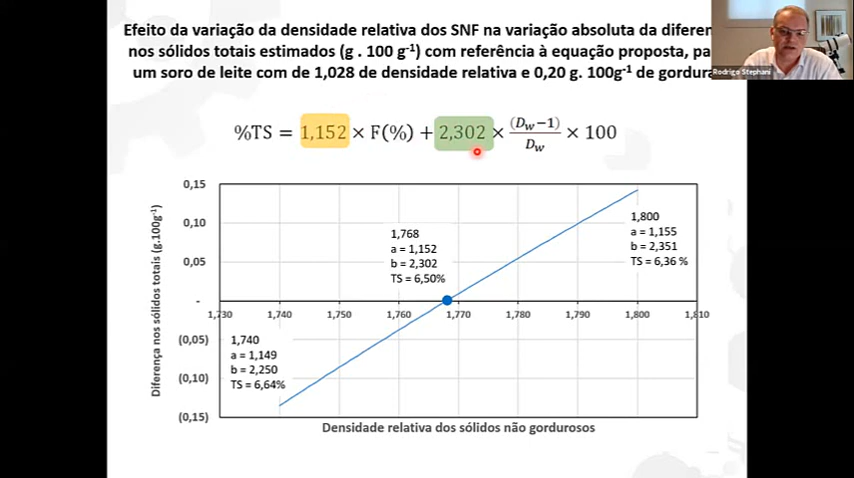 Efeito da variação da densidade relativa dos SNF na variação absoluta da
nos sólidos totais estimados (g . 100 g⁻¹) com referência à equação proposta,
um soro de leite com de 1,028 de densidade relativa e 0,20 g. 100g⁻¹ de
Rodrigo Stephani
%TS = 1,152 × F(%) + 2,302 × (D_w−1)/D_w × 100
Diferença nos sólidos totais (g.100g⁻¹)
0,15
0,10
0,05
-
(0,05)
(0,10)
(0,15)
1,768
a = 1,152
b = 2,302
TS = 6,50%
1,800
a = 1,155
b = 2,351
TS = 6,36 %
1,730 1,740 1,750 1,760 1,770 1,780 1,790 1,800 1,810
1,740
a = 1,149
b = 2,250
TS = 6,64%
Densidade relativa dos sólidos não gordurosos